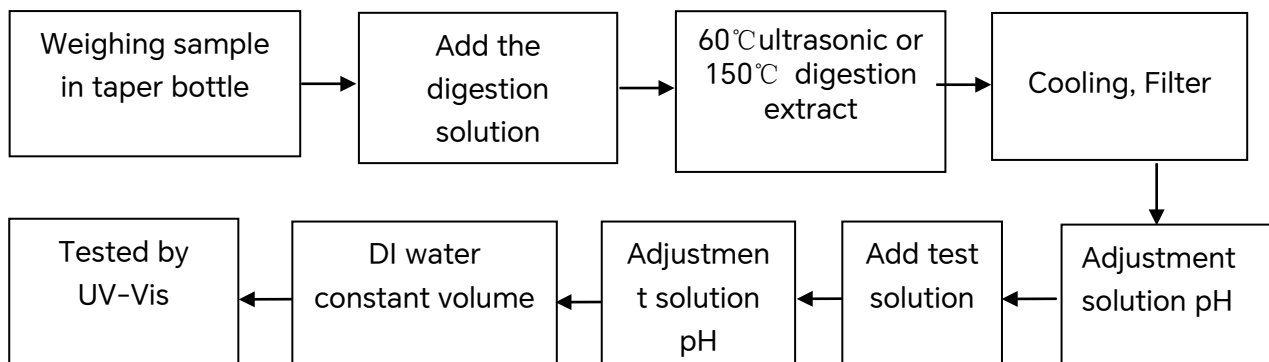 Weighing sample
in taper bottle
Add the
digestion
solution
60℃ultrasonic or
150℃ digestion
extract
Cooling, Filter
Adjustment
solution pH
Add test
solution
Adjustmen
t solution
pH
DI water
constant volume
Tested by
UV-Vis